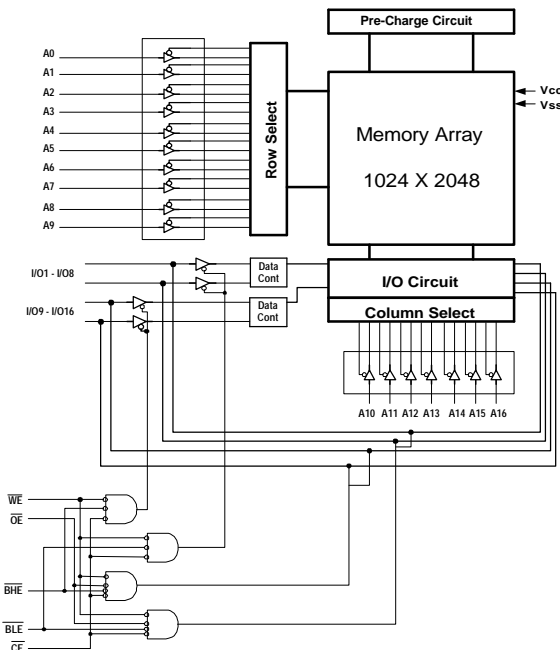 Pre-Charge Circuit
A0
A1
A2
A3
A4
A5
A6
A7
A8
A9
Row Select
Memory Array
1024 X 2048
Vcc
Vss
I/O1 - I/O8
I/O9 - I/O16
Data
Cont
Data
Cont
I/O Circuit
Column Select
A10 A11 A12 A13 A14 A15 A16
WE
OE
BHE
BLE
CE